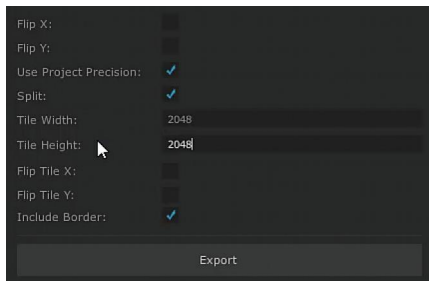 Flip X:
Flip Y:
Use Project Precision:
Split:
Tile Width: 2048
Tile Height: 2048
Flip Tile X:
Flip Tile Y:
Include Border:
Export